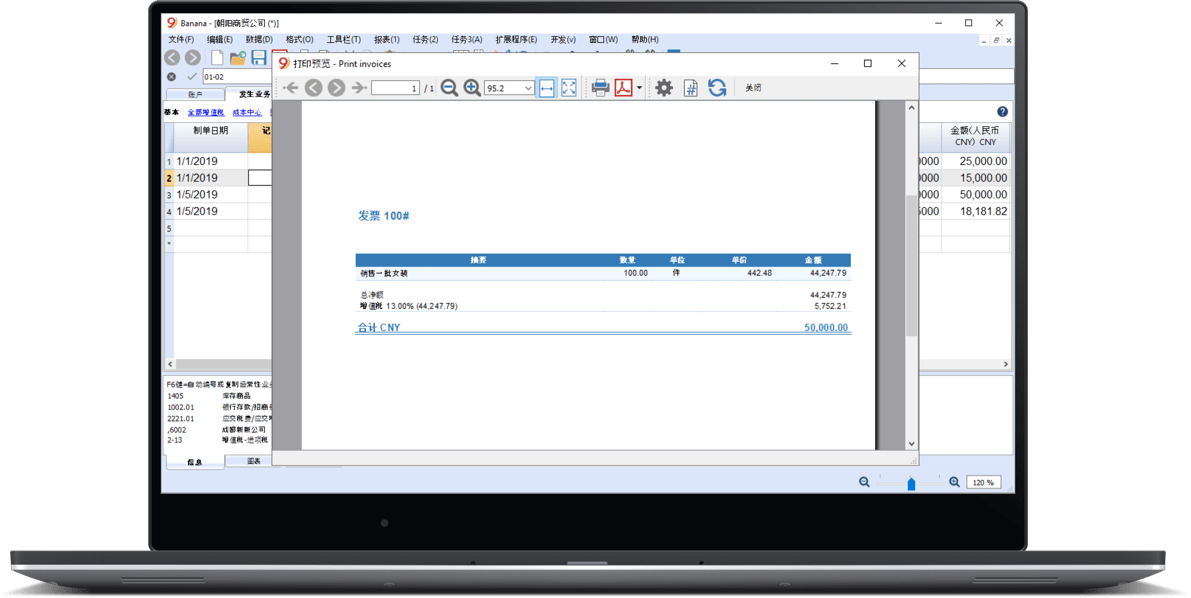 Banana - [朝阳商贸公司 (*)]
文件(F) 编辑(E) 数据(D) 格式(O) 工具栏(T) 报表(1) 任务(2) 任务3(A) 扩展程序(E) 开发(v) 窗口(W) 帮助(H)
01-02
打印预览 - Print invoices
1 / 1 95.2 关闭
账户 发生业务
基本 全部增值税 成本中心
制单日期 记 金额(人民币 CNY) CNY
1 1/1/2019 0000 25,000.00
2 1/1/2019 0000 15,000.00
3 1/5/2019 0000 50,000.00
4 1/5/2019 5000 18,181.82
5
*
发票 100#
摘要 数量 单位 单价 金额
销售一批女装 100.00 件 442.48 44,247.79
总净额 44,247.79
增值税 13.00% (44,247.79) 5,752.21
合计 CNY 50,000.00
F6键=自动编号或复制经常性业务
1405 库存商品
1002.01 银行存款/招商
2221.01 应交税费/应交
,6002 成都新新公司
2-13 增值税-进项税
信息 图表
120 %